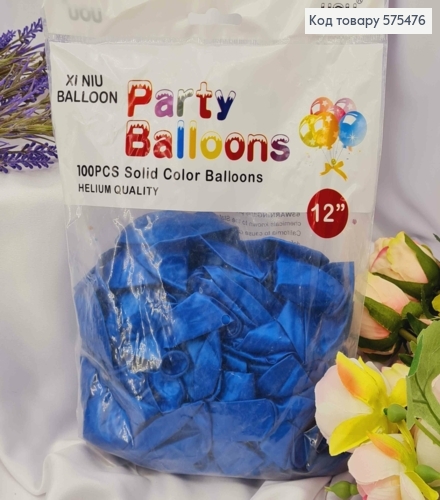 Код товару 575476
XI NIU
BALLOON
Party
Balloons
100PCS Solid Color Balloons
HELIUM QUALITY
12”